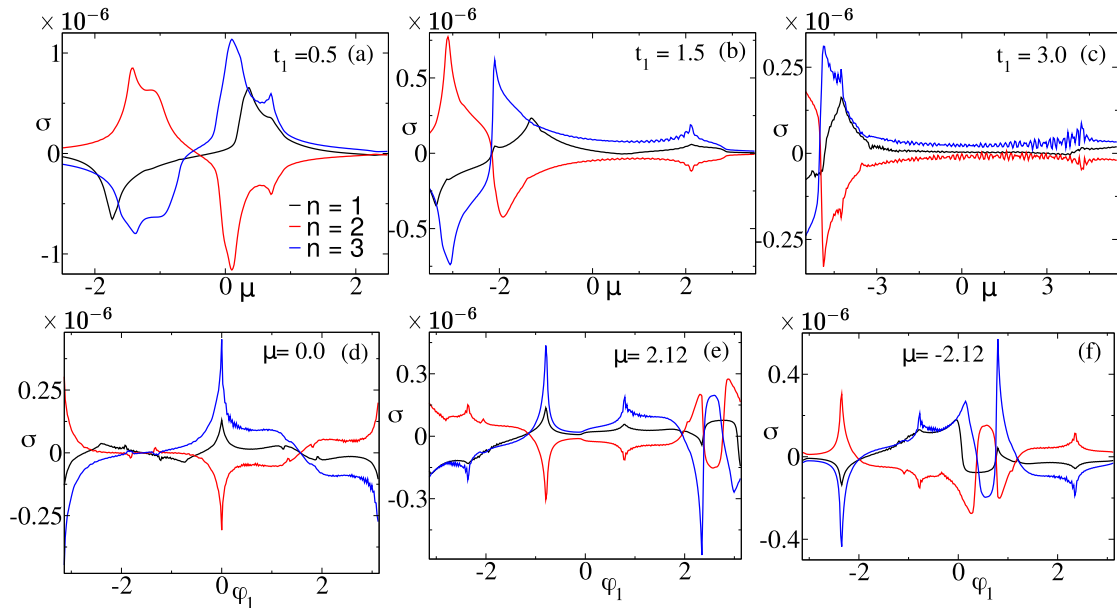 × 10⁻⁶
1
0
-1
σ
t₁ =0.5 (a)
n = 1
n = 2
n = 3
-2 0 μ 2
× 10⁻⁶
0.5
0
-0.5
σ
t₁ = 1.5 (b)
-2 0 μ 2
× 10⁻⁶
0.25
0
-0.25
σ
t₁ = 3.0 (c)
-3 0 μ 3
× 10⁻⁶
0.25
0
-0.25
σ
μ= 0.0 (d)
-2 0 φ₁ 2
× 10⁻⁶
0.3
0
-0.3
σ
μ= 2.12 (e)
-2 0 φ₁ 2
× 10⁻⁶
0.4
0
-0.4
σ
μ= -2.12 (f)
-2 0 φ₁ 2